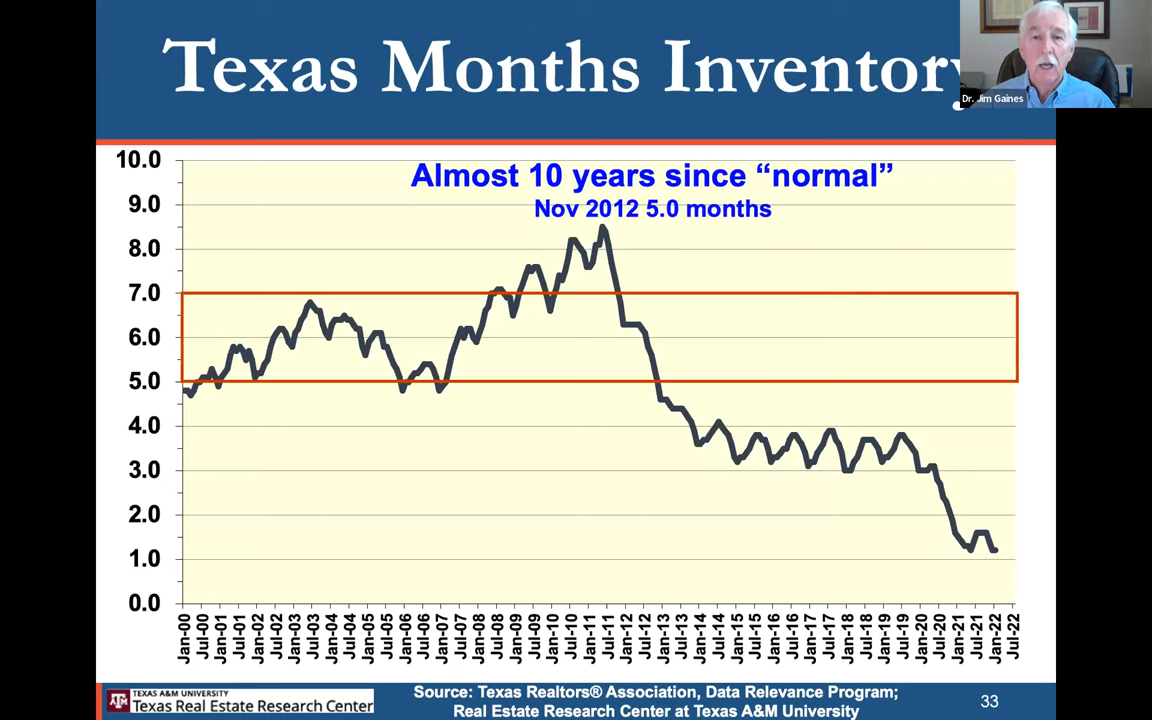 Texas Months Inventory
Dr. Jim Gaines
Almost 10 years since “normal”
Nov 2012 5.0 months
10.0
9.0
8.0
7.0
6.0
5.0
4.0
3.0
2.0
1.0
0.0
Jan-00
Jul-00
Jan-01
Jul-01
Jan-02
Jul-02
Jan-03
Jul-03
Jan-04
Jul-04
Jan-05
Jul-05
Jan-06
Jul-06
Jan-07
Jul-07
Jan-08
Jul-08
Jan-09
Jul-09
Jan-10
Jul-10
Jan-11
Jul-11
Jan-12
Jul-12
Jan-13
Jul-13
Jan-14
Jul-14
Jan-15
Jul-15
Jan-16
Jul-16
Jan-17
Jul-17
Jan-18
Jul-18
Jan-19
Jul-19
Jan-20
Jul-20
Jan-21
Jul-21
Jan-22
Jul-22
TEXAS A&M UNIVERSITY
Texas Real Estate Research Center
Source: Texas Realtors® Association, Data Relevance Program;
Real Estate Research Center at Texas A&M University
33